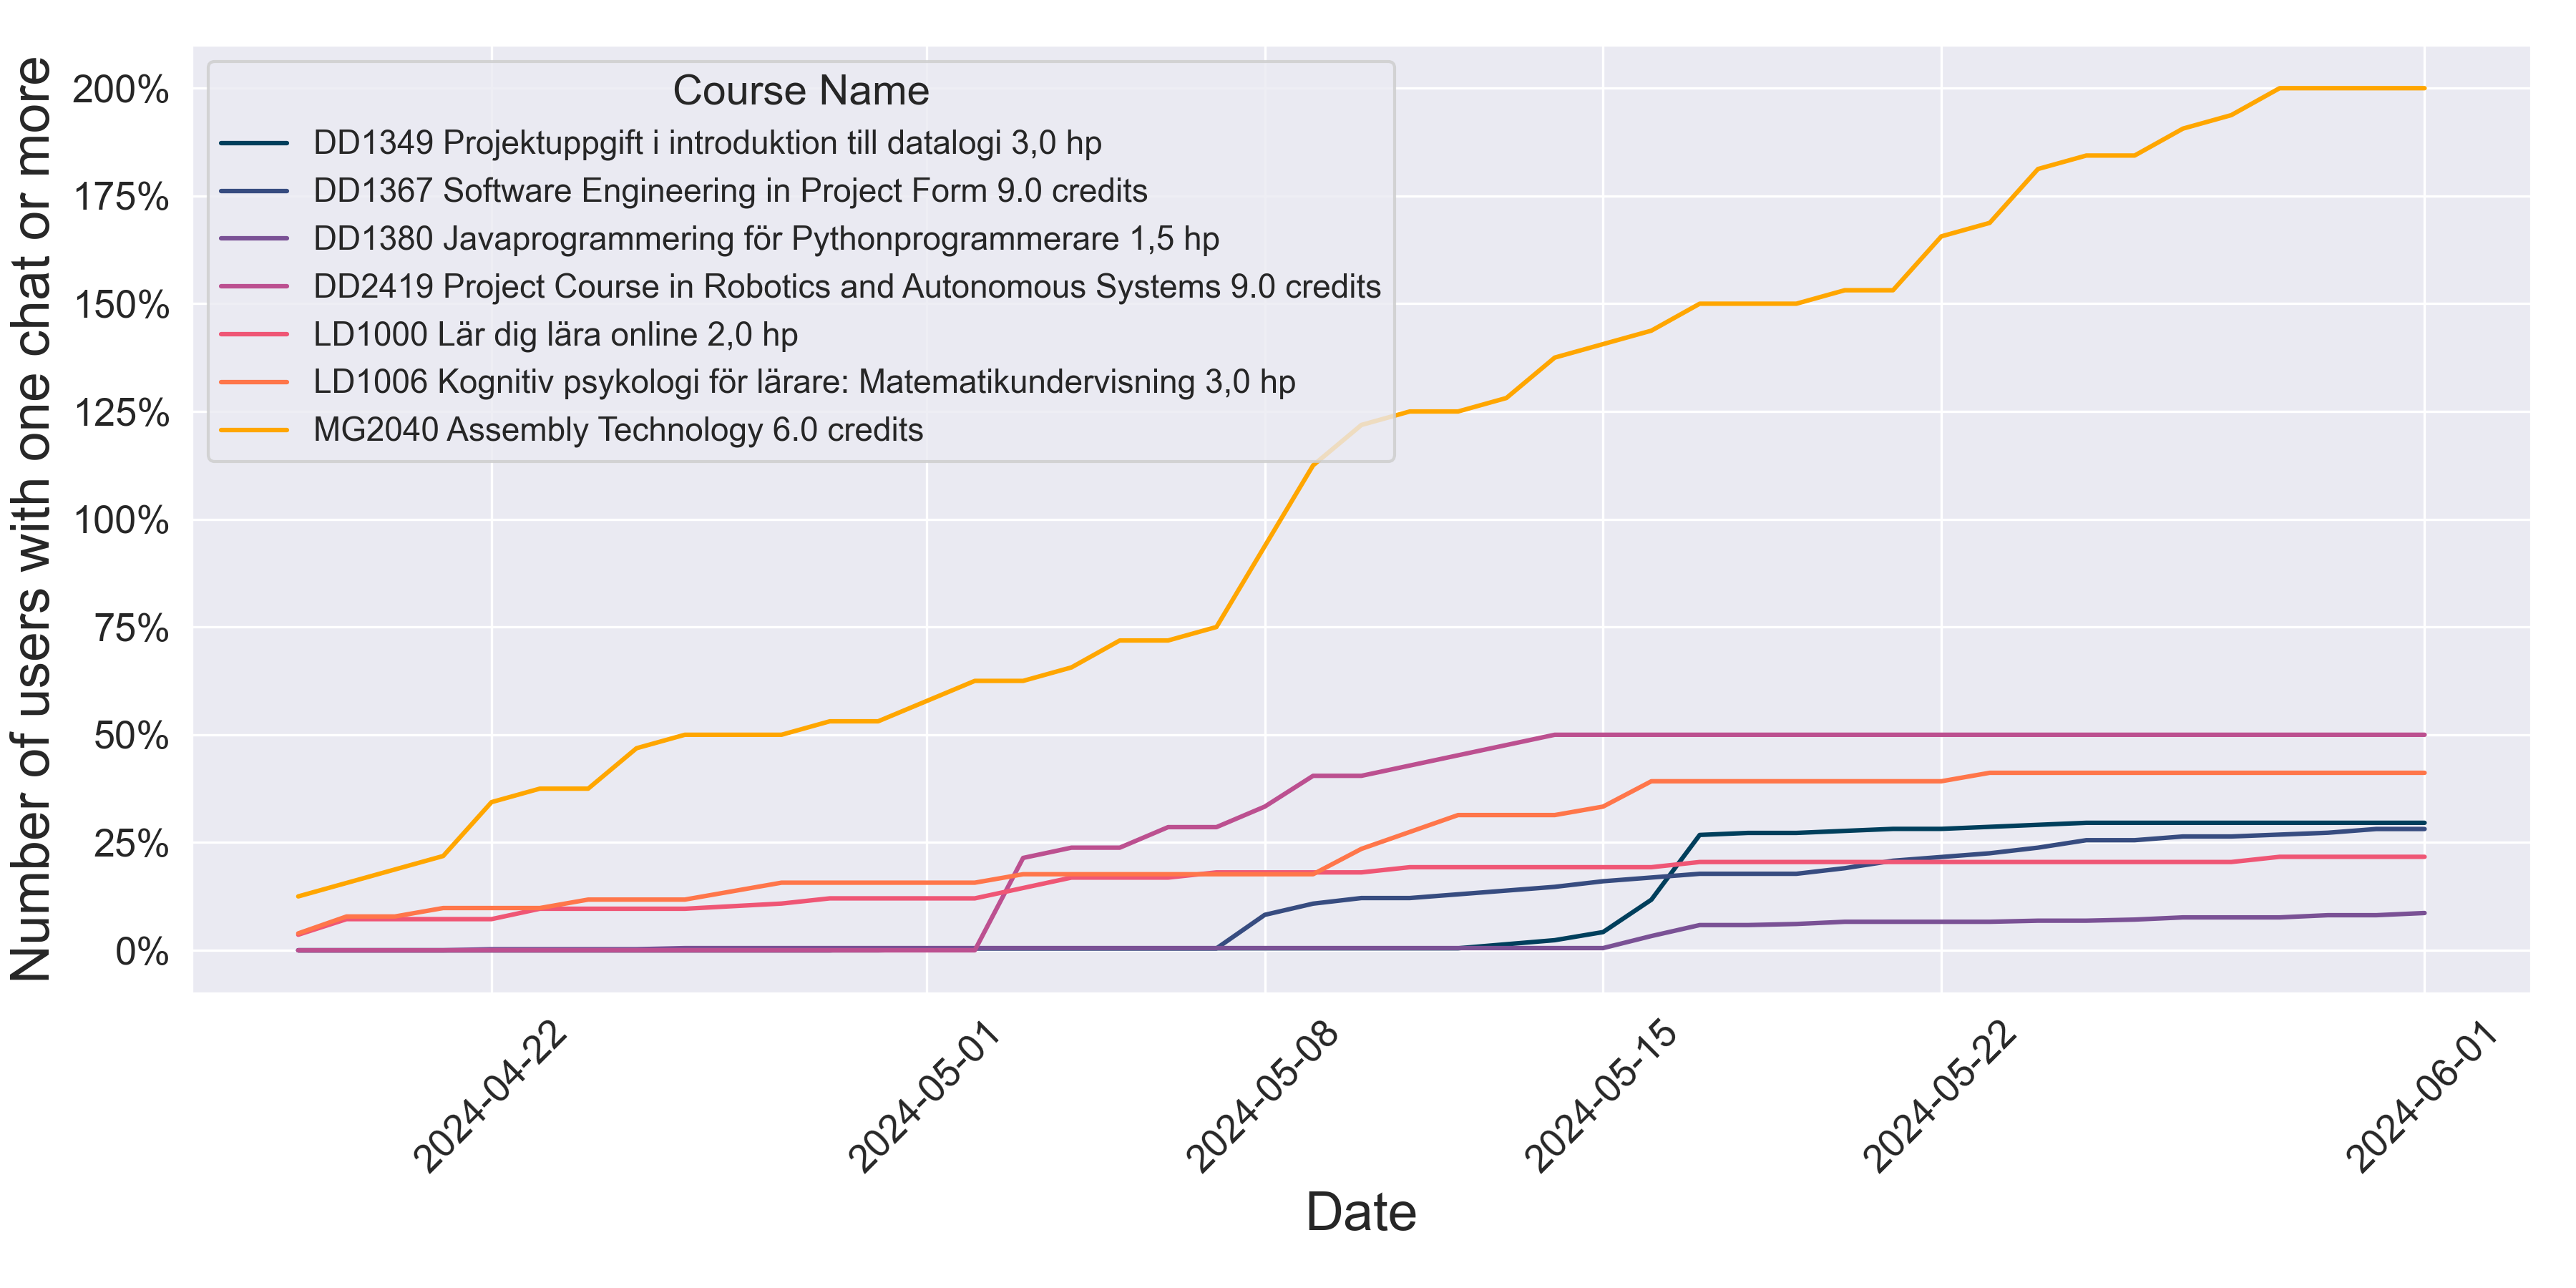 Number of users with one chat or more
200%
175%
150%
125%
100%
75%
50%
25%
0%
Course Name
DD1349 Projektuppgift i introduktion till datalogi 3,0 hp
DD1367 Software Engineering in Project Form 9.0 credits
DD1380 Javaprogrammering för Pythonprogrammerare 1,5 hp
DD2419 Project Course in Robotics and Autonomous Systems 9.0 credits
LD1000 Lär dig lära online 2,0 hp
LD1006 Kognitiv psykologi för lärare: Matematikundervisning 3,0 hp
MG2040 Assembly Technology 6.0 credits
2024-04-22
2024-05-01
2024-05-08
2024-05-15
2024-05-22
2024-06-01
Date